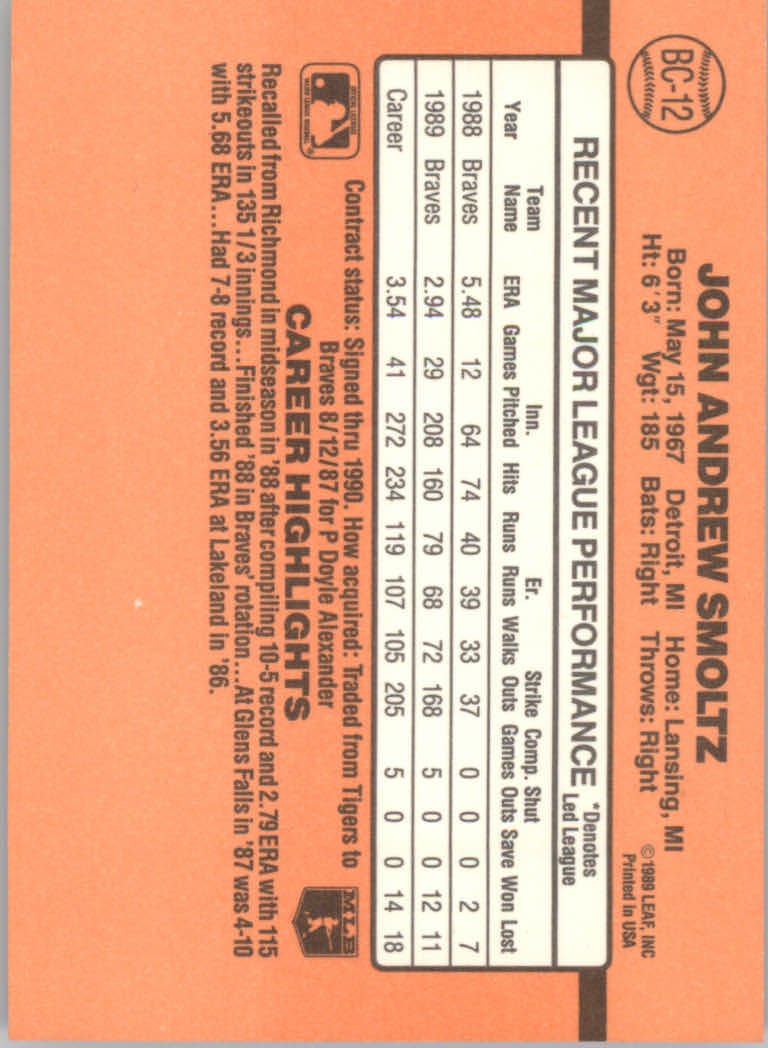 BC-12
JOHN ANDREW SMOLTZ
Born: May 15, 1967 Detroit, MI Home: Lansing, MI
Ht: 6' 3" Wgt: 185 Bats: Right Throws: Right
© 1989 LEAF, INC
Printed in USA
RECENT MAJOR LEAGUE PERFORMANCE *Denotes
Led League
Team Inn. Er. Strike Comp. Shut
Year Name ERA Games Pitched Hits Runs Runs Walks Outs Games Outs Save Won Lost
1988 Braves 5.48 12 64 74 40 39 33 37 0 0 0 2 7
1989 Braves 2.94 29 208 160 79 68 72 168 5 0 0 12 11
Career 3.54 41 272 234 119 107 105 205 5 0 0 14 18
OFFICIAL LICENSEE
MAJOR LEAGUE BASEBALL
Contract status: Signed thru 1990. How acquired: Traded from Tigers to
Braves 8/12/87 for P Doyle Alexander
MLB
CAREER HIGHLIGHTS
Recalled from Richmond in midseason in '88 after compiling 10-5 record and 2.79 ERA with 115
strikeouts in 135 1/3 innings...Finished '88 in Braves' rotation...At Glens Falls in '87 was 4-10
with 5.68 ERA...Had 7-8 record and 3.56 ERA at Lakeland in '86.